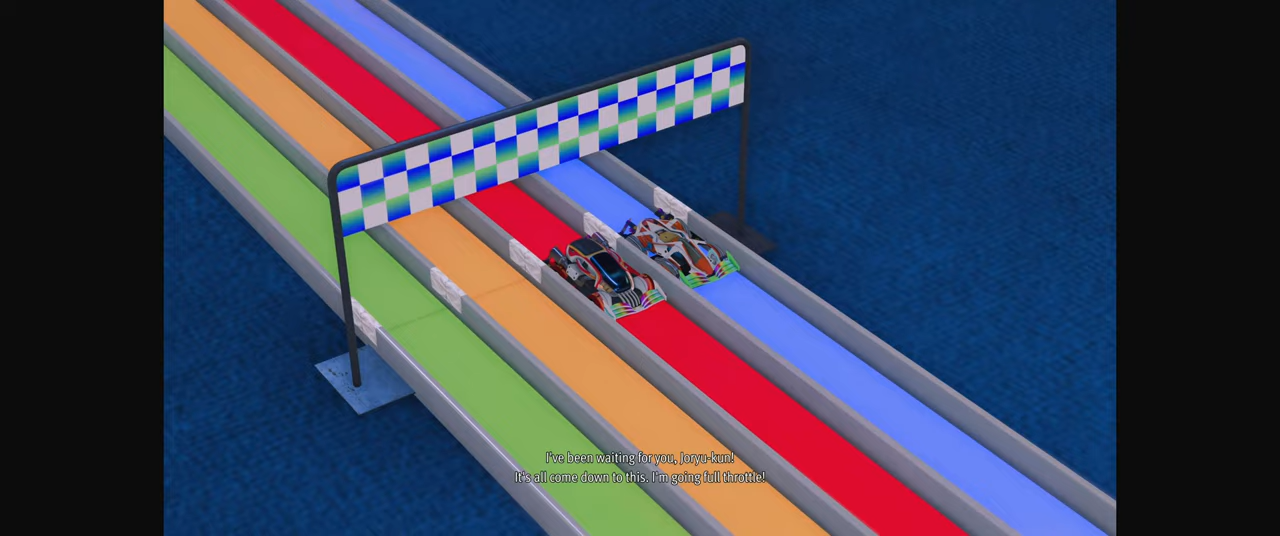 I've been waiting for you, Joryu-kun!
It's all come down to this. I'm going full throttle!